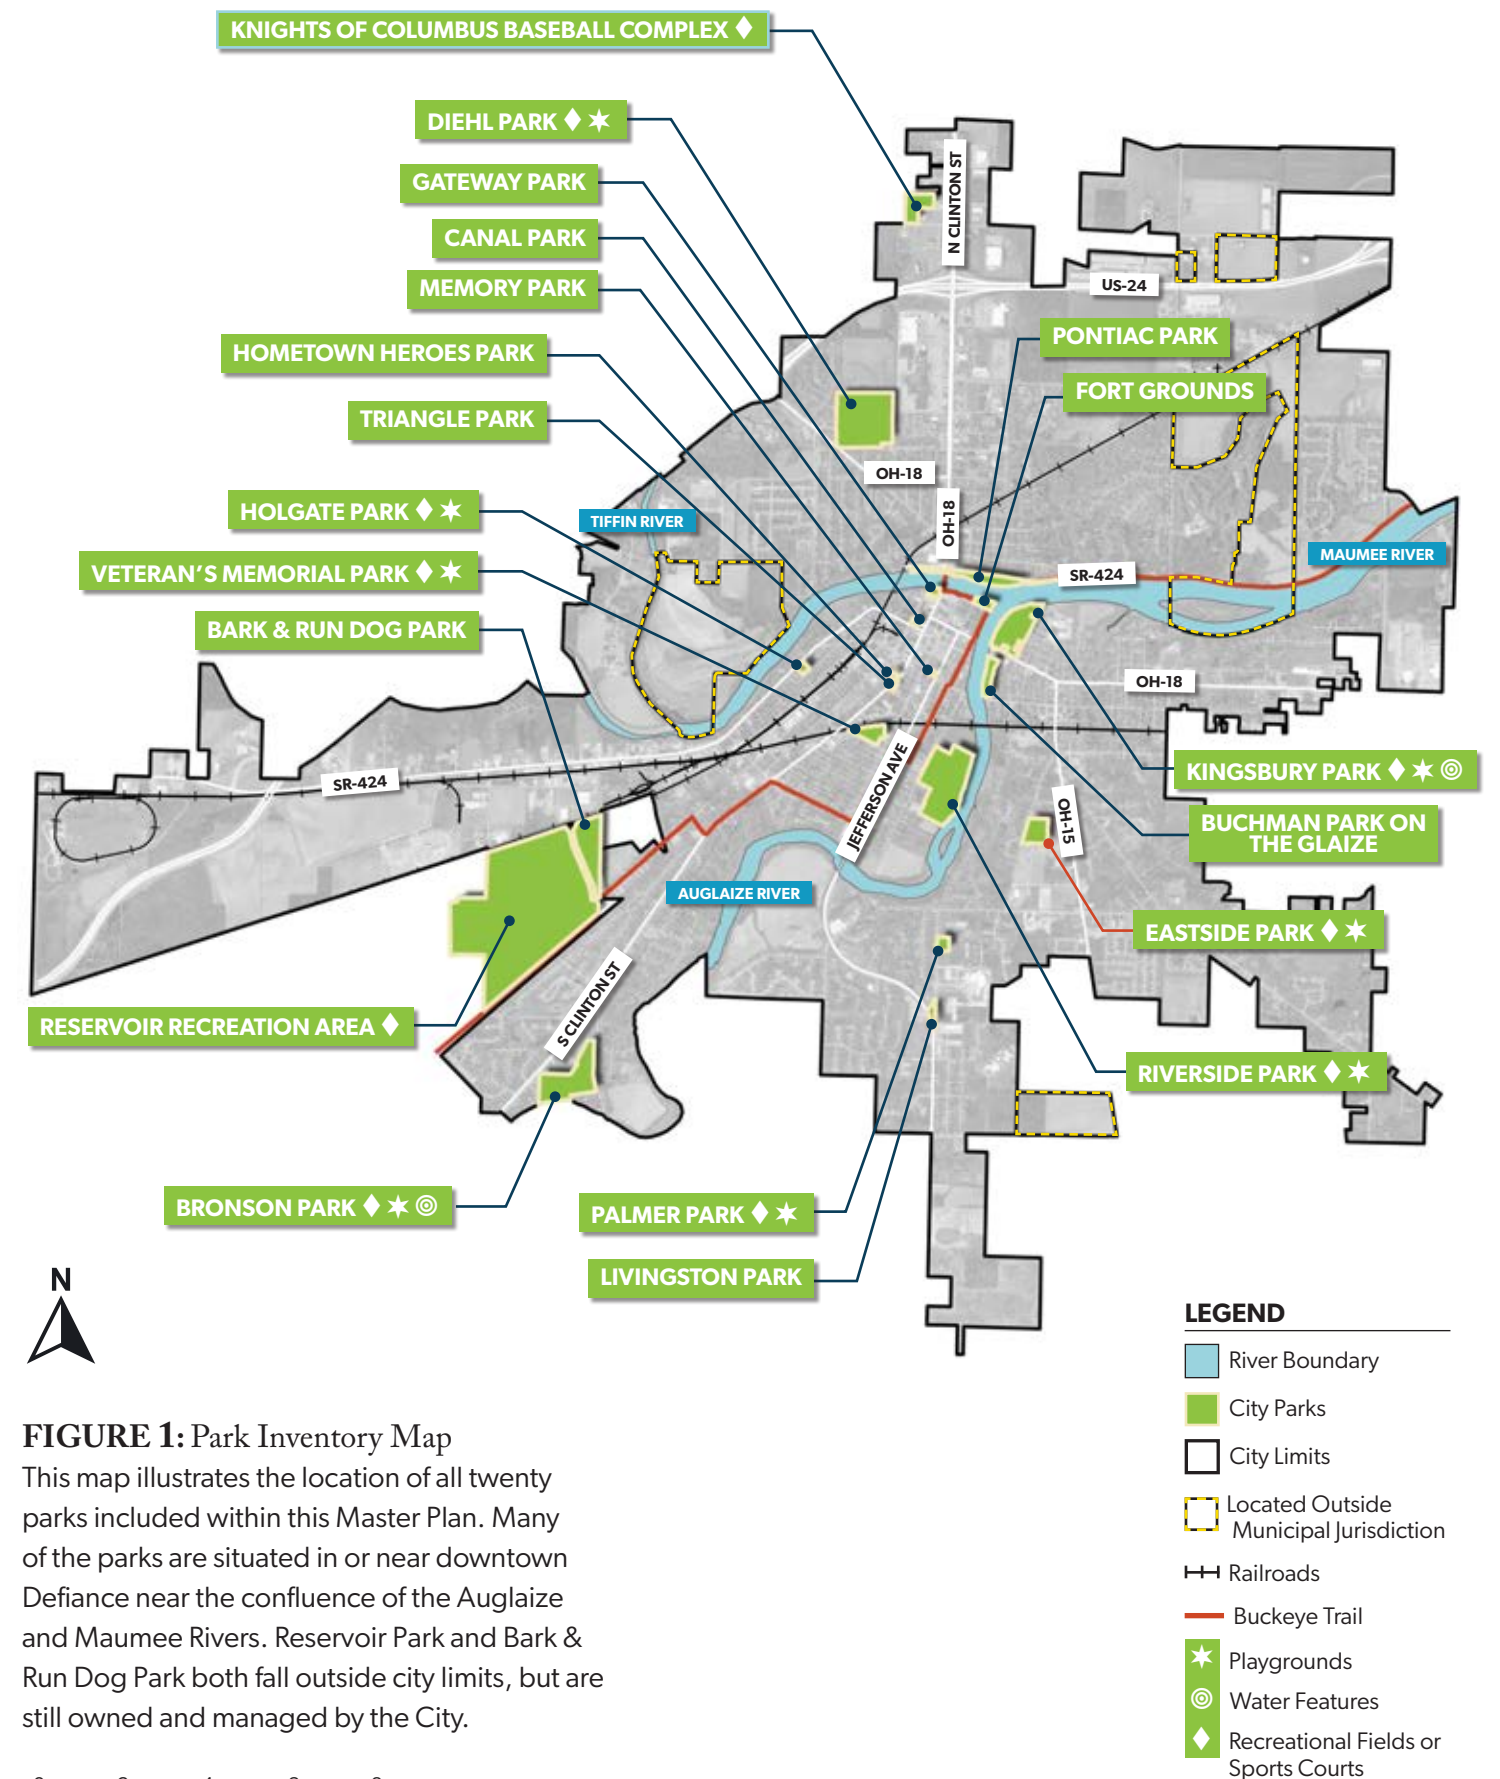 KNIGHTS OF COLUMBUS BASEBALL COMPLEX
DIEHL PARK
GATEWAY PARK
CANAL PARK
MEMORY PARK
HOMETOWN HEROES PARK
TRIANGLE PARK
HOLGATE PARK
VETERAN'S MEMORIAL PARK
BARK & RUN DOG PARK
N CLINTON ST
US-24
PONTIAC PARK
FORT GROUNDS
OH-18
OH-18
TIFFIN RIVER
MAUMEE RIVER
SR-424
OH-18
SR-424
JEFFERSON AVE
OH-15
KINGSBURY PARK
BUCHMAN PARK ON
THE GLAIZE
AUGLAIZE RIVER
EASTSIDE PARK
S CLINTON ST
RESERVOIR RECREATION AREA
RIVERSIDE PARK
BRONSON PARK
PALMER PARK
LIVINGSTON PARK
N
LEGEND
River Boundary
City Parks
City Limits
Located Outside
Municipal Jurisdiction
Railroads
Buckeye Trail
Playgrounds
Water Features
Recreational Fields or
Sports Courts
FIGURE 1: Park Inventory Map
This map illustrates the location of all twenty
parks included within this Master Plan. Many
of the parks are situated in or near downtown
Defiance near the confluence of the Auglaize
and Maumee Rivers. Reservoir Park and Bark &
Run Dog Park both fall outside city limits, but are
still owned and managed by the City.